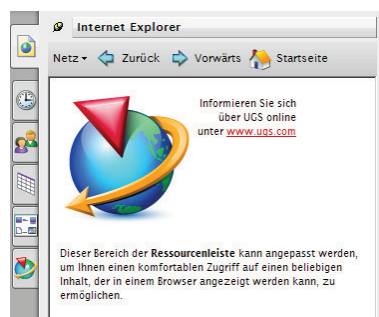 Internet Explorer
Netz Zurück Vorwärts Startseite
Informieren Sie sich
über UGS online
unter www.ugs.com
Dieser Bereich der Ressourcenleiste kann angepasst werden,
um Ihnen einen komfortablen Zugriff auf einen beliebigen
Inhalt, der in einem Browser angezeigt werden kann, zu
ermöglichen.